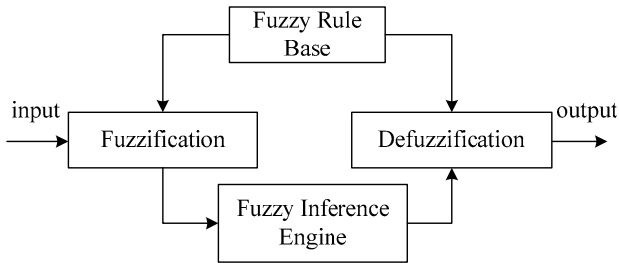 Fuzzy Rule
Base
input
Fuzzification
Defuzzification
output
Fuzzy Inference
Engine